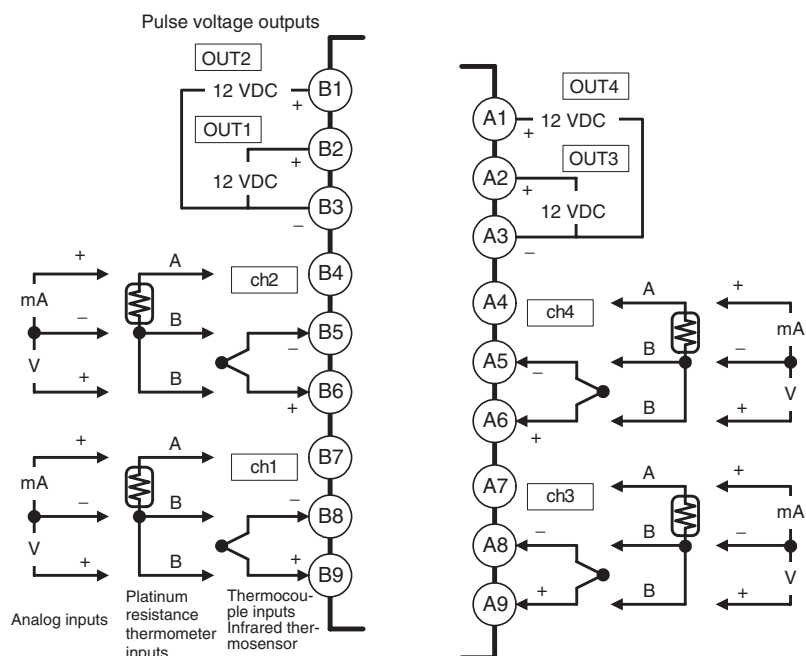 Pulse voltage outputs
OUT2
12 VDC
+
B1
OUT1
B2
+
12 VDC
B3
−
OUT4
A1
+
12 VDC
OUT3
A2
+
12 VDC
A3
−
+
A
ch2
B4
mA
−
B
B5
−
V
+
B
B6
+
+
A
ch1
B7
mA
−
B
−
B8
V
+
B
+
B9
A4
A
+
ch4
mA
A5
−
B
−
V
A6
+
B
+
A7
A
+
ch3
mA
A8
−
B
−
V
A9
+
B
+
Analog inputs
Platinum
resistance
thermometer
inputs
Thermocou-
ple inputs
Infrared ther-
mosensor